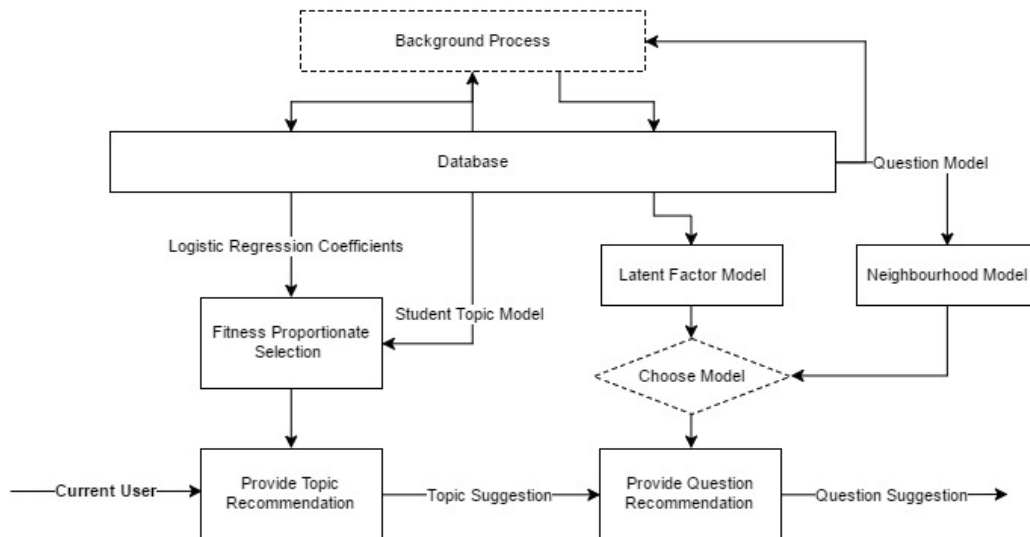 Background Process
Database
Question Model
Logistic Regression Coefficients
Latent Factor Model
Neighbourhood Model
Student Topic Model
Fitness Proportionate
Selection
Choose Model
Current User
Provide Topic
Recommendation
Topic Suggestion
Provide Question
Recommendation
Question Suggestion